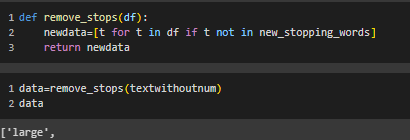 1 def remove_stops(df):
2     newdata=[t for t in df if t not in new_stopping_words]
3     return newdata
1 data=remove_stops(textwithoutnum)
2 data
['large',